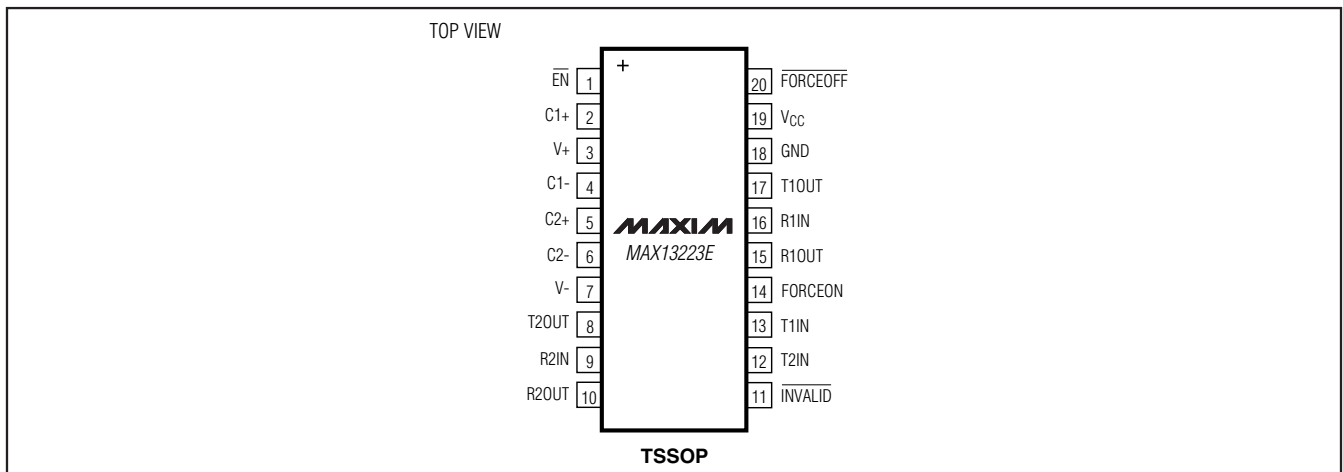 TOP VIEW
+
EN 1
C1+ 2
V+ 3
C1- 4
C2+ 5
C2- 6
V- 7
T2OUT 8
R2IN 9
R2OUT 10
MAXIM
MAX13223E
20 FORCEOFF
19 VCC
18 GND
17 T1OUT
16 R1IN
15 R1OUT
14 FORCEON
13 T1IN
12 T2IN
11 INVALID
TSSOP